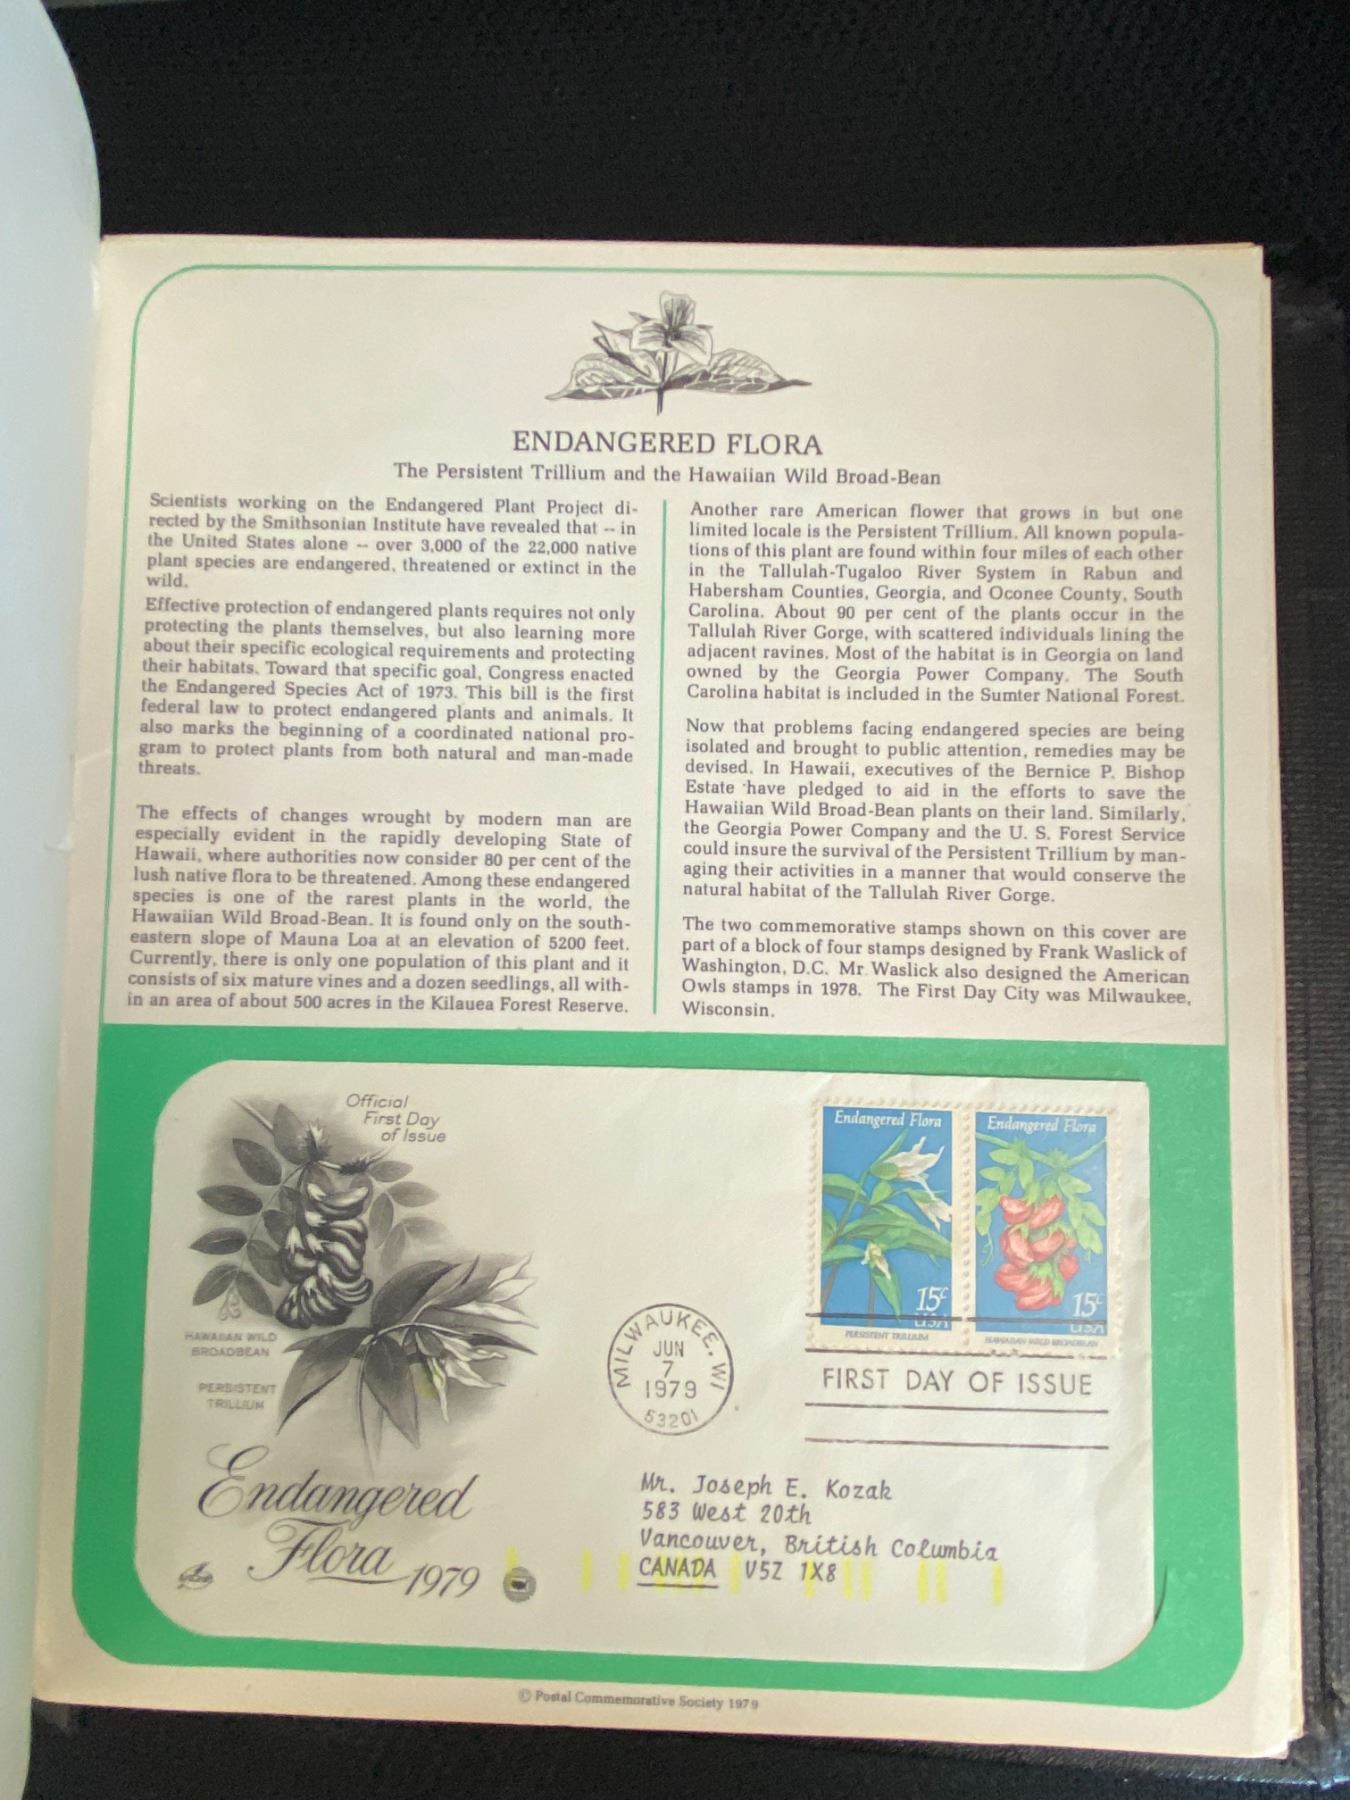 ENDANGERED FLORA
The Persistent Trillium and the Hawaiian Wild Broad-Bean
Scientists working on the Endangered Plant Project di-
rected by the Smithsonian Institute have revealed that -- in
the United States alone -- over 3,000 of the 22,000 native
plant species are endangered, threatened or extinct in the
wild.
Effective protection of endangered plants requires not only
protecting the plants themselves, but also learning more
about their specific ecological requirements and protecting
their habitats. Toward that specific goal, Congress enacted
the Endangered Species Act of 1973. This bill is the first
federal law to protect endangered plants and animals. It
also marks the beginning of a coordinated national pro-
gram to protect plants from both natural and man-made
threats.
The effects of changes wrought by modern man are
especially evident in the rapidly developing State of
Hawaii, where authorities now consider 80 per cent of the
lush native flora to be threatened. Among these endangered
species is one of the rarest plants in the world, the
Hawaiian Wild Broad-Bean. It is found only on the south-
eastern slope of Mauna Loa at an elevation of 5200 feet.
Currently, there is only one population of this plant and it
consists of six mature vines and a dozen seedlings, all with-
in an area of about 500 acres in the Kilauea Forest Reserve.
Another rare American flower that grows in but one
limited locale is the Persistent Trillium. All known popula-
tions of this plant are found within four miles of each other
in the Tallulah-Tugaloo River System in Rabun and
Habersham Counties, Georgia, and Oconee County, South
Carolina. About 90 per cent of the plants occur in the
Tallulah River Gorge, with scattered individuals lining the
adjacent ravines. Most of the habitat is in Georgia on land
owned by the Georgia Power Company. The South
Carolina habitat is included in the Sumter National Forest.
Now that problems facing endangered species are being
isolated and brought to public attention, remedies may be
devised. In Hawaii, executives of the Bernice P. Bishop
Estate have pledged to aid in the efforts to save the
Hawaiian Wild Broad-Bean plants on their land. Similarly,
the Georgia Power Company and the U. S. Forest Service
could insure the survival of the Persistent Trillium by man-
aging their activities in a manner that would conserve the
natural habitat of the Tallulah River Gorge.
The two commemorative stamps shown on this cover are
part of a block of four stamps designed by Frank Waslick of
Washington, D.C. Mr. Waslick also designed the American
Owls stamps in 1978. The First Day City was Milwaukee,
Wisconsin.
Official
First Day
of Issue
HAWAIIAN WILD
BROADBEAN
PERSISTENT
TRILLIUM
Endangered
Flora 1979
Endangered Flora
15c
USA
PERSISTENT TRILLIUM
Endangered Flora
15c
USA
HAWAIIAN WILD BROADBEAN
MILWAUKEE, WI
JUN
7
1979
53201
FIRST DAY OF ISSUE
Mr. Joseph E. Kozak
583 West 20th
Vancouver, British Columbia
CANADA V5Z 1X8
© Postal Commemorative Society 1979